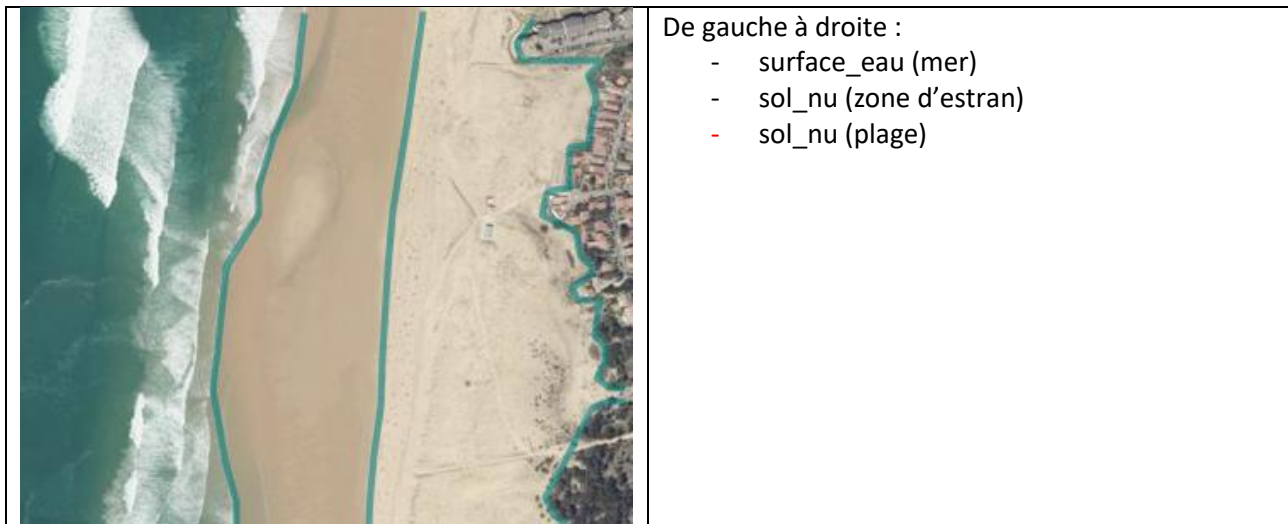 De gauche à droite :
- surface_eau (mer)
- sol_nu (zone d’estran)
- sol_nu (plage)